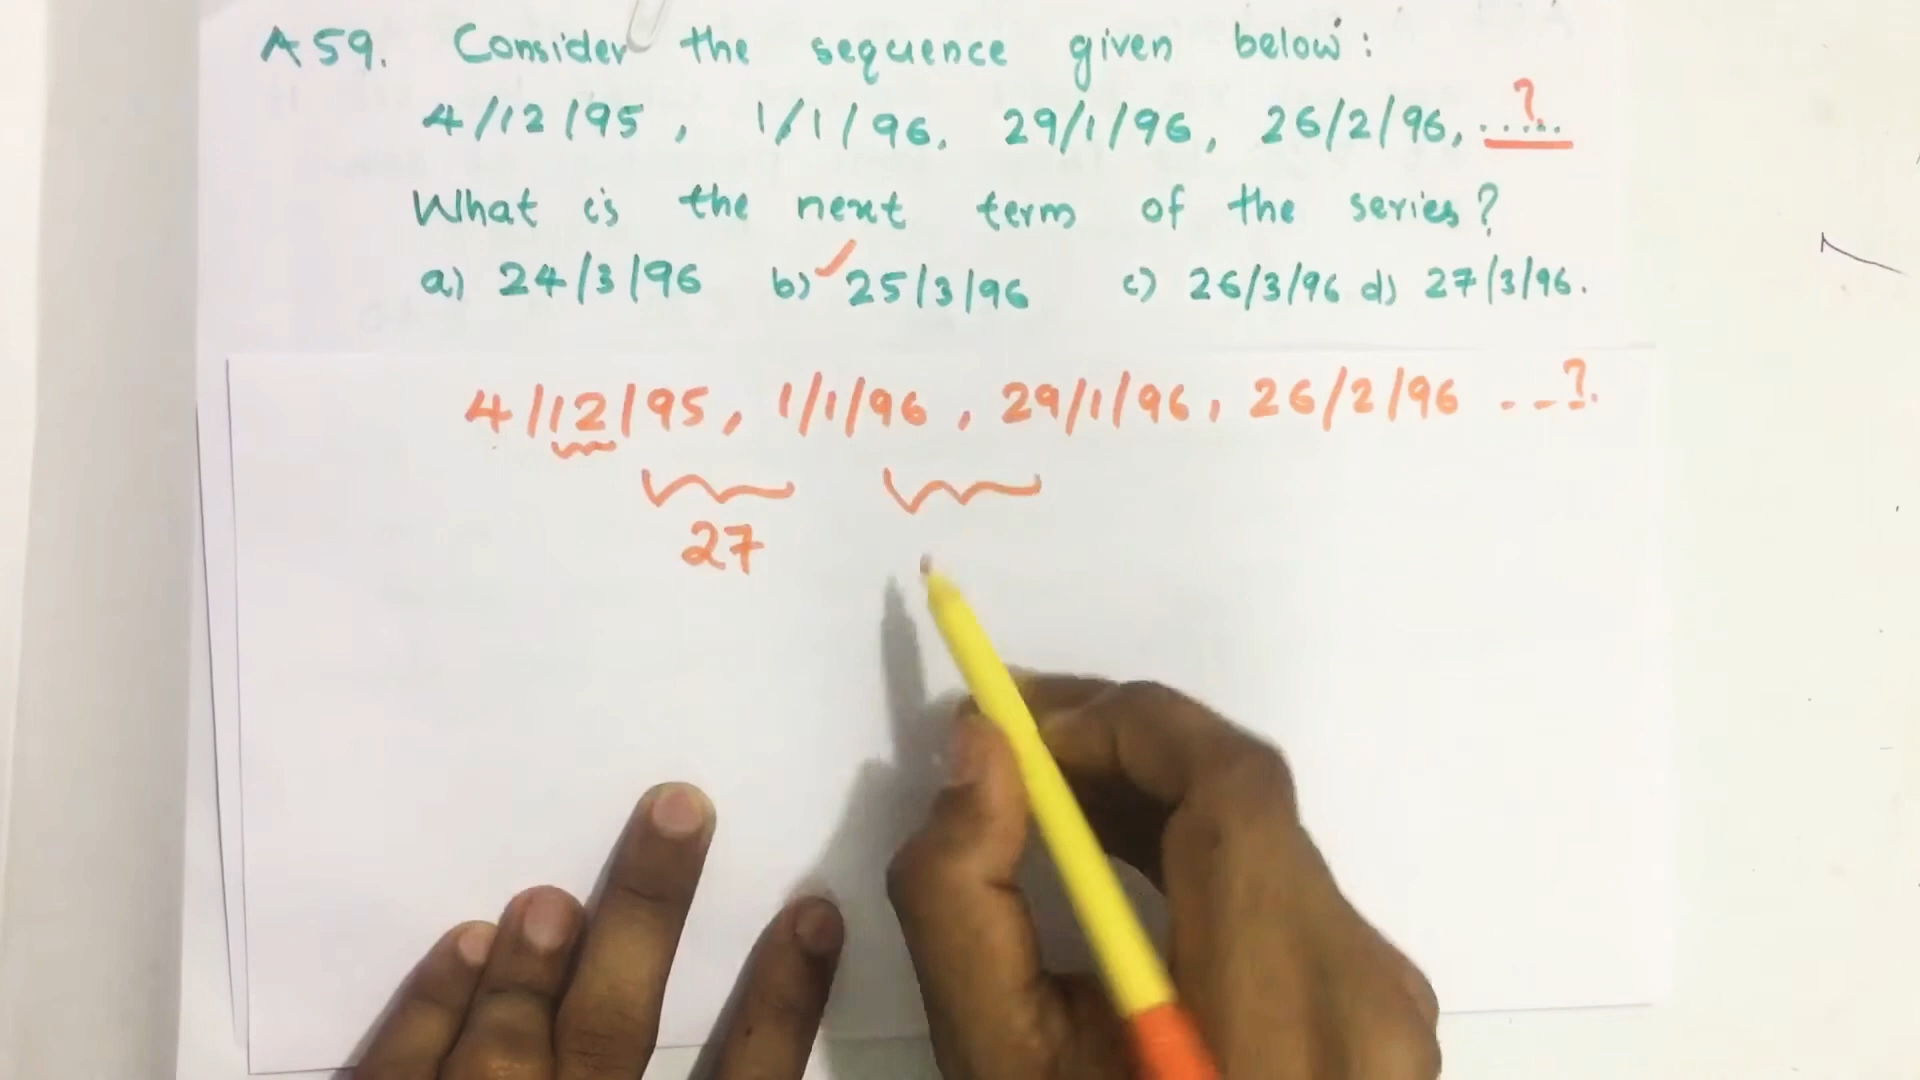 A59. Consider the sequence given below:
4/12/95, 1/1/96. 29/1/96, 26/2/96, ..?...
What is the next term of the series?
a) 24/3/96 b) ✓25/3/96 c) 26/3/96 d) 27/3/96.
4/12/95, 1/1/96, 29/1/96, 26/2/96 - - ?.
27